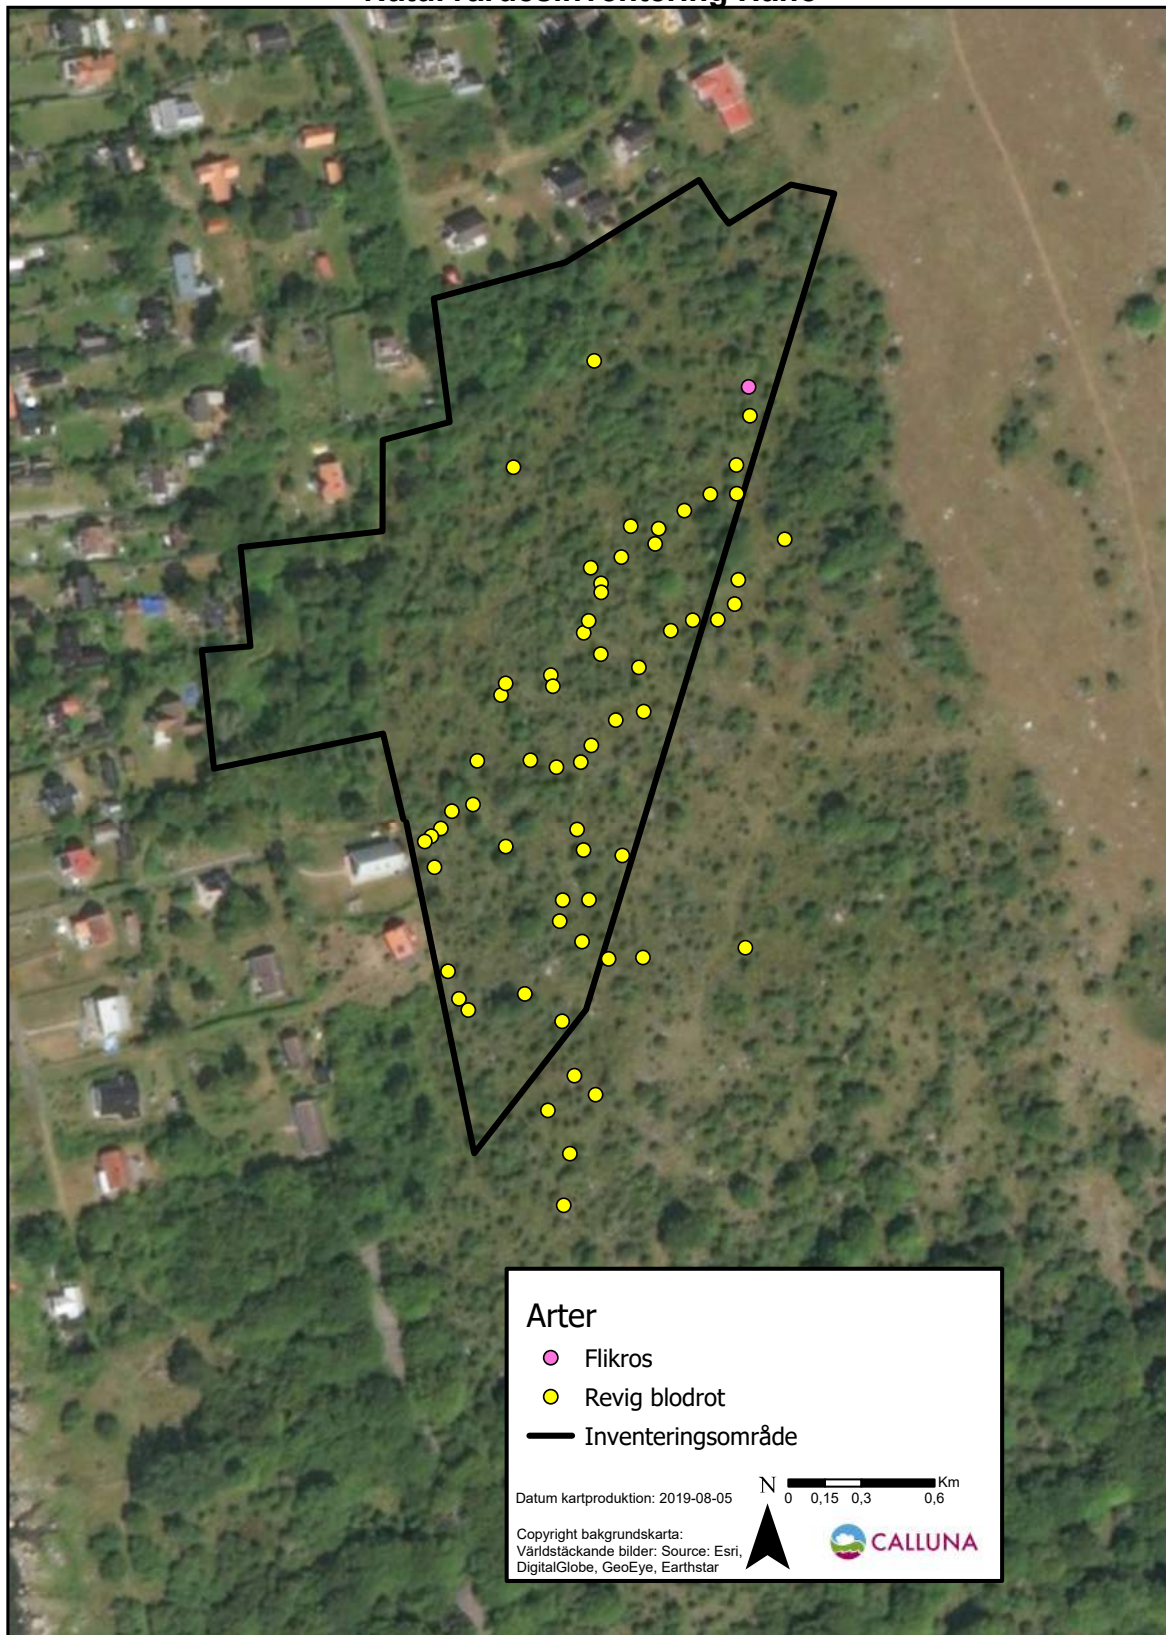 Arter
Flikros
Revig blodrot
Inventeringsområde
N
Km
0 0,15 0,3 0,6
Datum kartproduktion: 2019-08-05
Copyright bakgrundskarta:
Världstäckande bilder: Source: Esri,
DigitalGlobe, GeoEye, Earthstar
CALLUNA